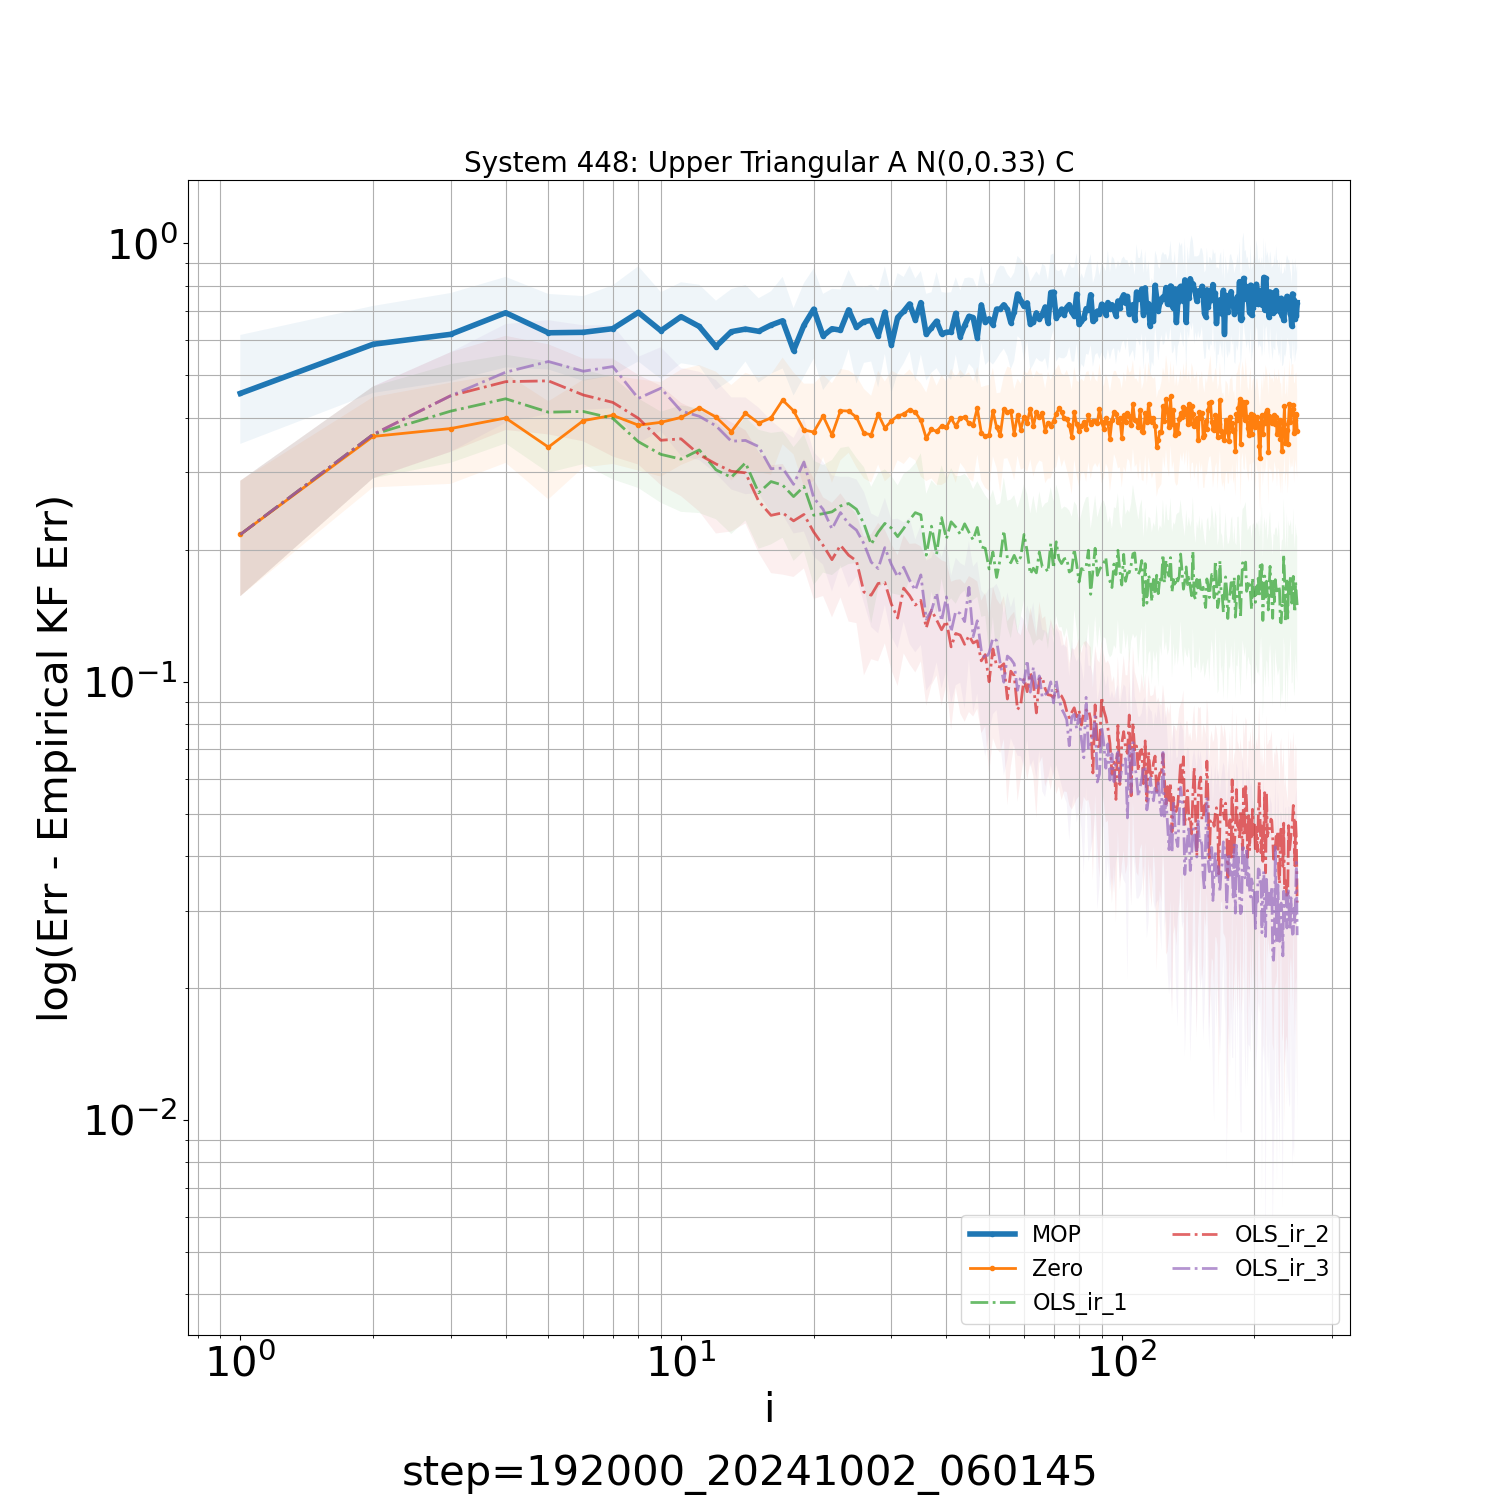 System 448: Upper Triangular A N(0,0.33) C
log(Err - Empirical KF Err)
10⁰
10⁻¹
10⁻²
MOP
Zero
OLS_ir_1
OLS_ir_2
OLS_ir_3
10⁰ 10¹ 10²
i
step=192000_20241002_060145